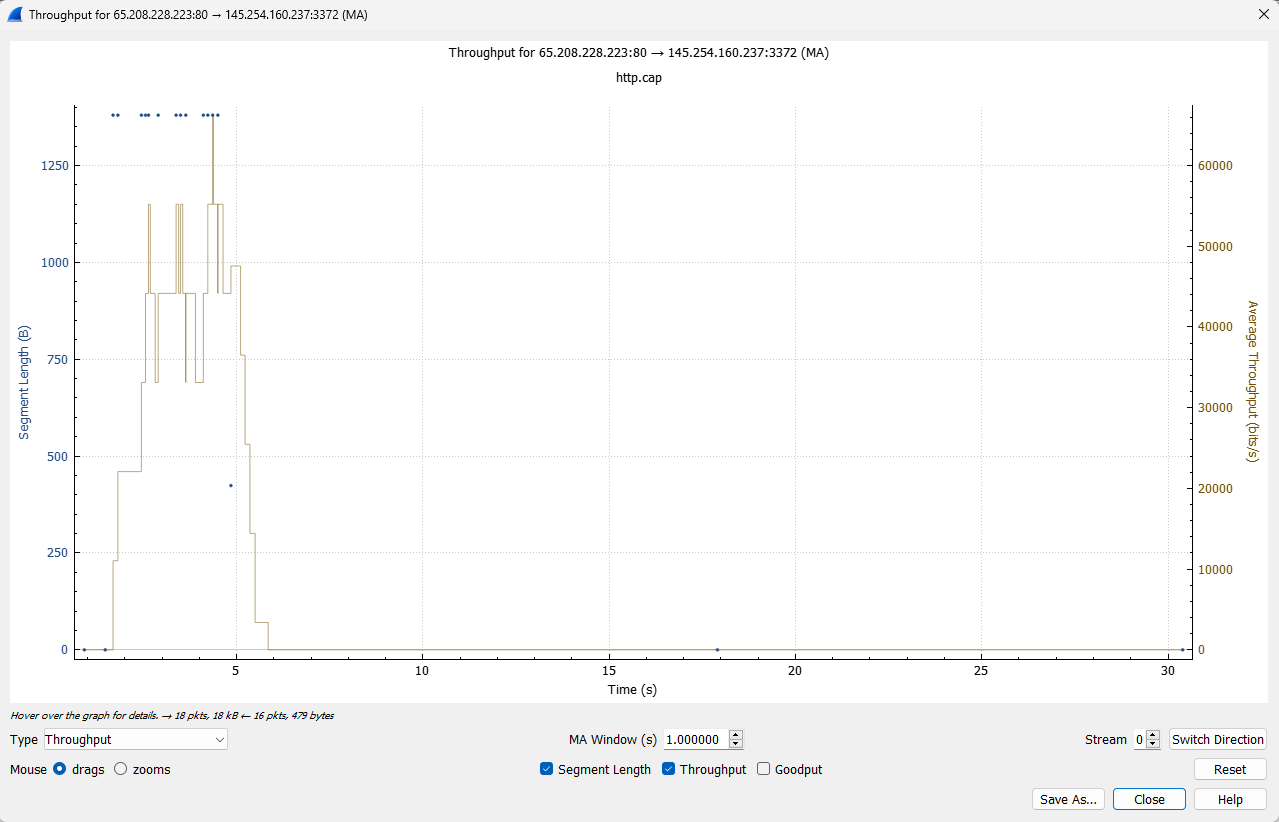 Throughput for 65.208.228.223:80 → 145.254.160.237:3372 (MA)
Throughput for 65.208.228.223:80 → 145.254.160.237:3372 (MA)
http.cap
1250
1000
750
500
250
0
Segment Length (B)
60000
50000
40000
30000
20000
10000
0
Average Throughput (bits/s)
5
10
15
20
25
30
Time (s)
Hover over the graph for details. → 18 pkts, 18 kB ← 16 pkts, 479 bytes
Type Throughput MA Window (s) 1.000000 Stream 0 Switch Direction
Mouse drags zooms Segment Length Throughput Goodput Reset
Save As... Close Help